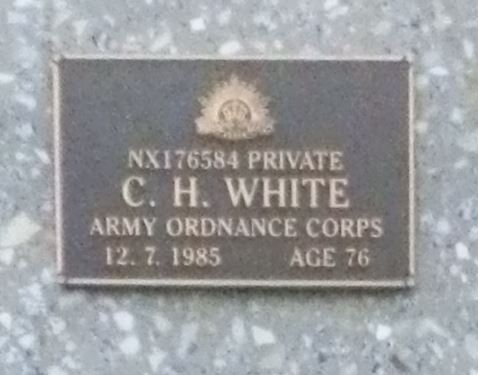 NX176584 PRIVATE
C. H. WHITE
ARMY ORDNANCE CORPS
12. 7. 1985 AGE 76